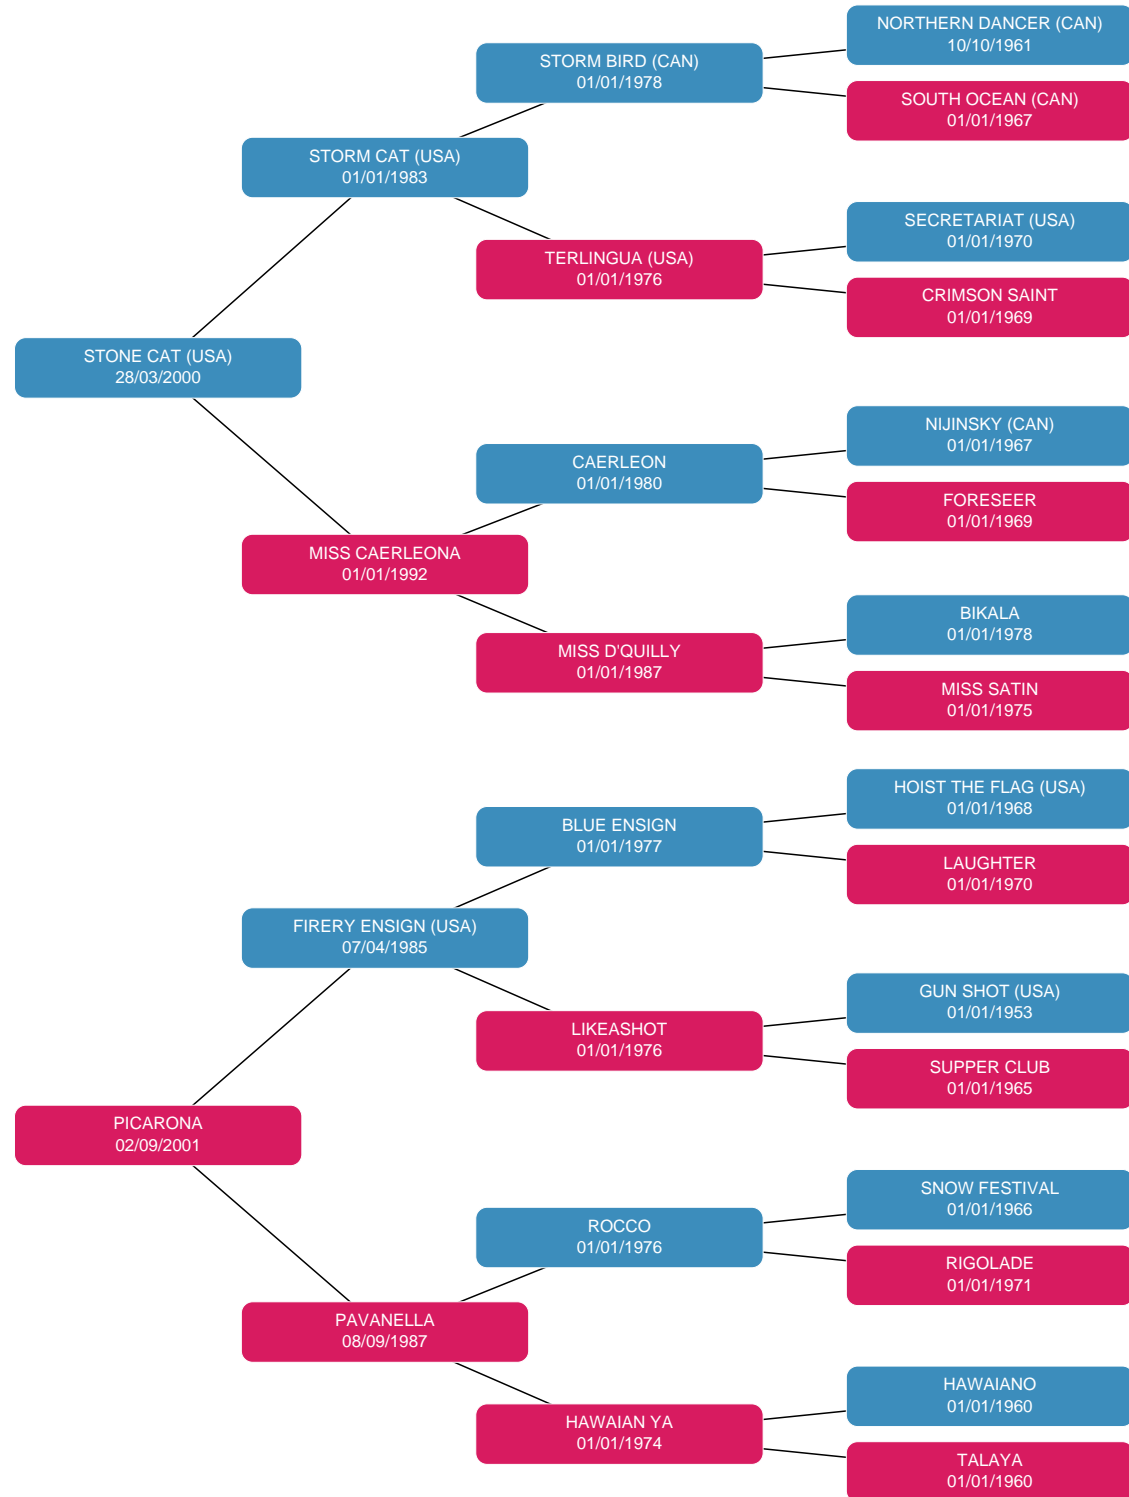 NORTHERN DANCER (CAN)
10/10/1961
STORM BIRD (CAN)
01/01/1978
SOUTH OCEAN (CAN)
01/01/1967
STORM CAT (USA)
01/01/1983
SECRETARIAT (USA)
01/01/1970
TERLINGUA (USA)
01/01/1976
CRIMSON SAINT
01/01/1969
STONE CAT (USA)
28/03/2000
NIJINSKY (CAN)
01/01/1967
CAERLEON
01/01/1980
FORESEER
01/01/1969
MISS CAERLEONA
01/01/1992
BIKALA
01/01/1978
MISS D'QUILLY
01/01/1987
MISS SATIN
01/01/1975
HOIST THE FLAG (USA)
01/01/1968
BLUE ENSIGN
01/01/1977
LAUGHTER
01/01/1970
FIRERY ENSIGN (USA)
07/04/1985
GUN SHOT (USA)
01/01/1953
LIKEASHOT
01/01/1976
SUPPER CLUB
01/01/1965
PICARONA
02/09/2001
SNOW FESTIVAL
01/01/1966
ROCCO
01/01/1976
RIGOLADE
01/01/1971
PAVANELLA
08/09/1987
HAWAIANO
01/01/1960
HAWAIAN YA
01/01/1974
TALAYA
01/01/1960